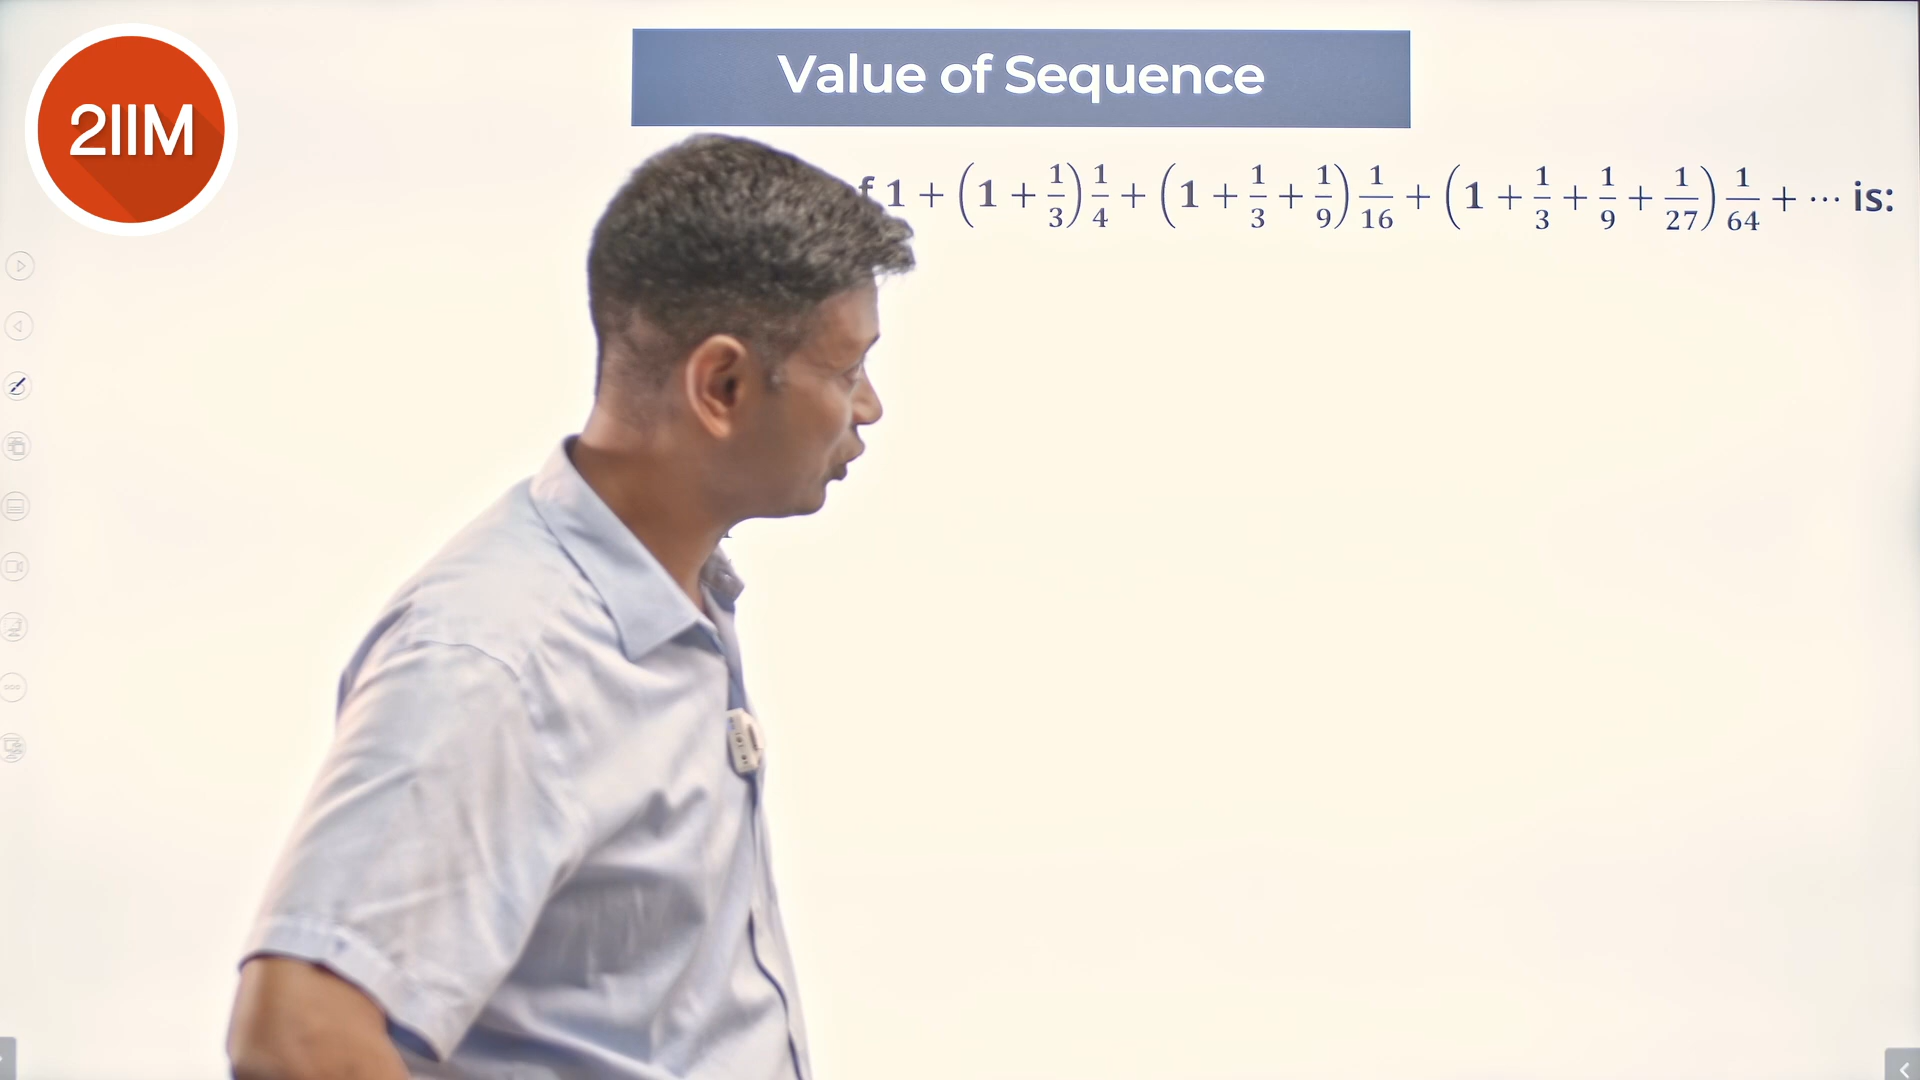 2IIM
Value of Sequence
f 1 + (1 + 1/3) 1/4 + (1 + 1/3 + 1/9) 1/16 + (1 + 1/3 + 1/9 + 1/27) 1/64 + ⋯ is: